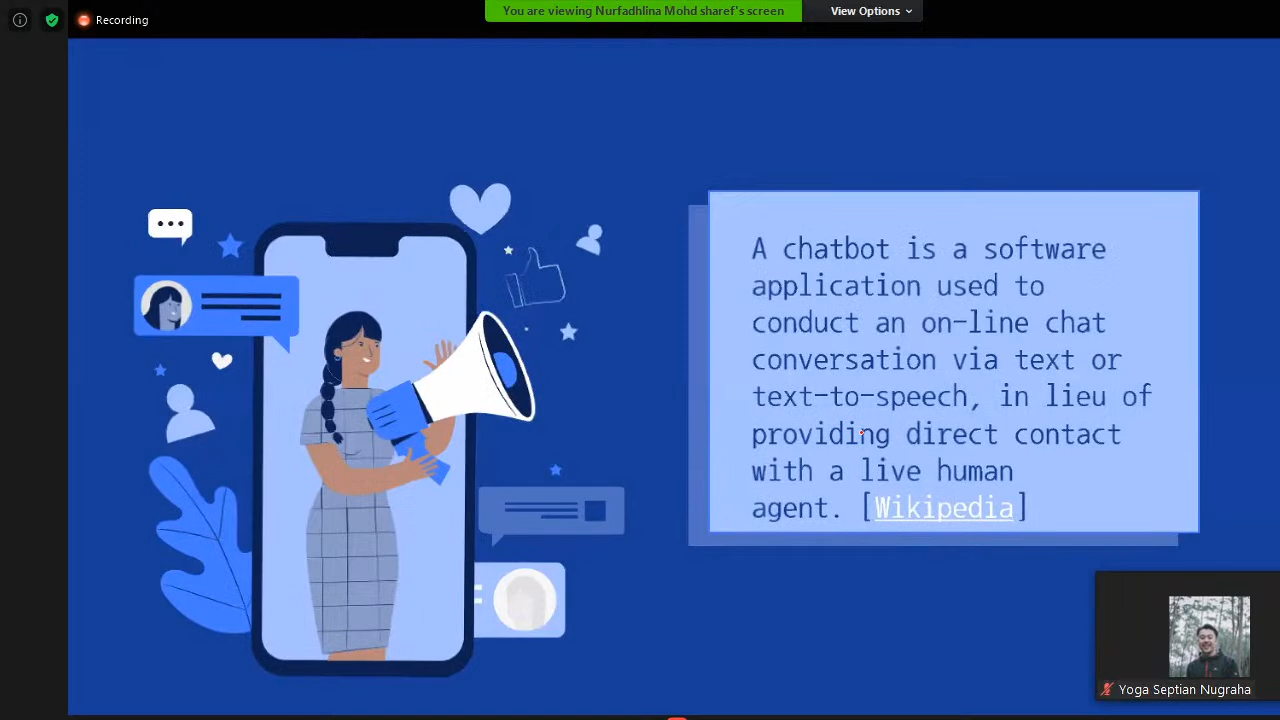 Recording
You are viewing Nurfadhlina Mohd sharef's screen
View Options
A chatbot is a software
application used to
conduct an on-line chat
conversation via text or
text-to-speech, in lieu of
providing direct contact
with a live human
agent. [Wikipedia]
Yoga Septian Nugraha